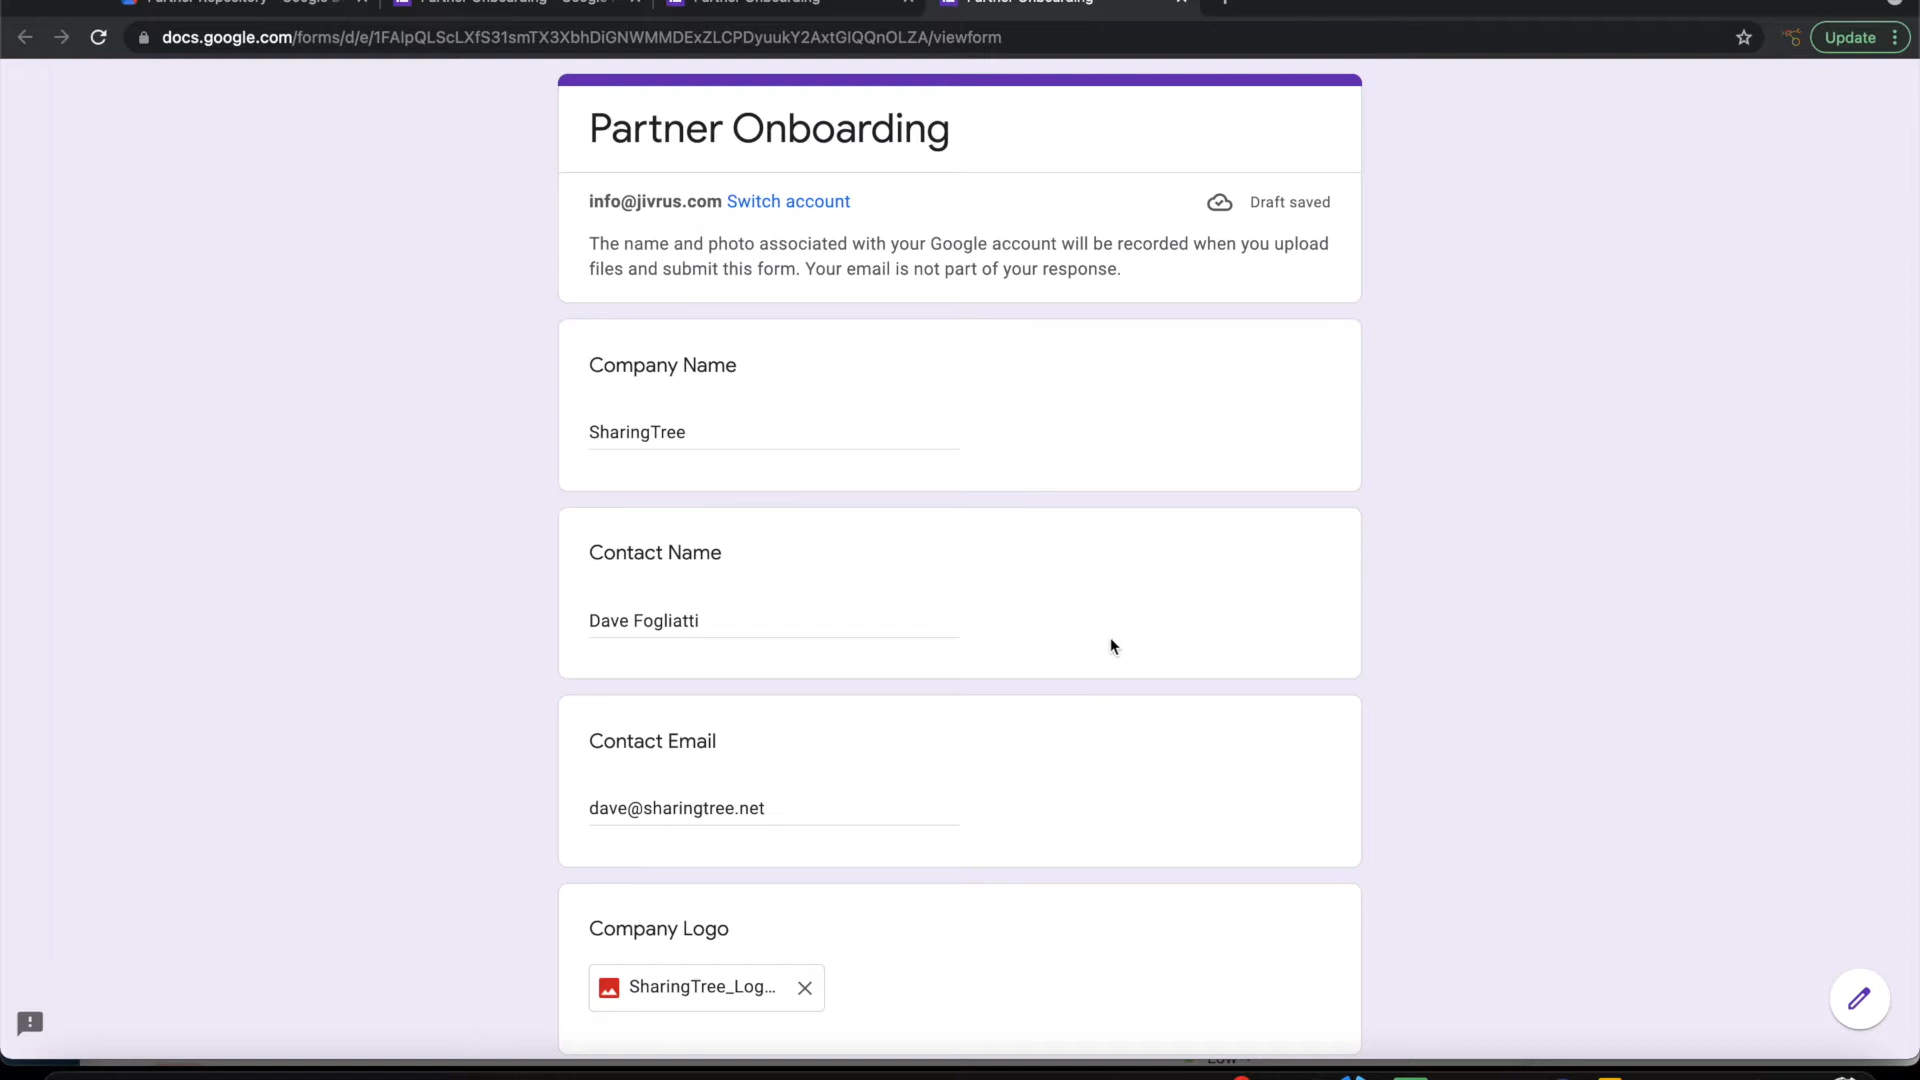 docs.google.com/forms/d/e/1FAIpQLScLXfS31smTX3XbhDiGNWMMDExZLCPDyuukY2AxtGlQQnOLZA/viewform
Update
Partner Onboarding
info@jivrus.com Switch account
Draft saved
The name and photo associated with your Google account will be recorded when you upload
files and submit this form. Your email is not part of your response.
Company Name
SharingTree
Contact Name
Dave Fogliatti
Contact Email
dave@sharingtree.net
Company Logo
SharingTree_Log...